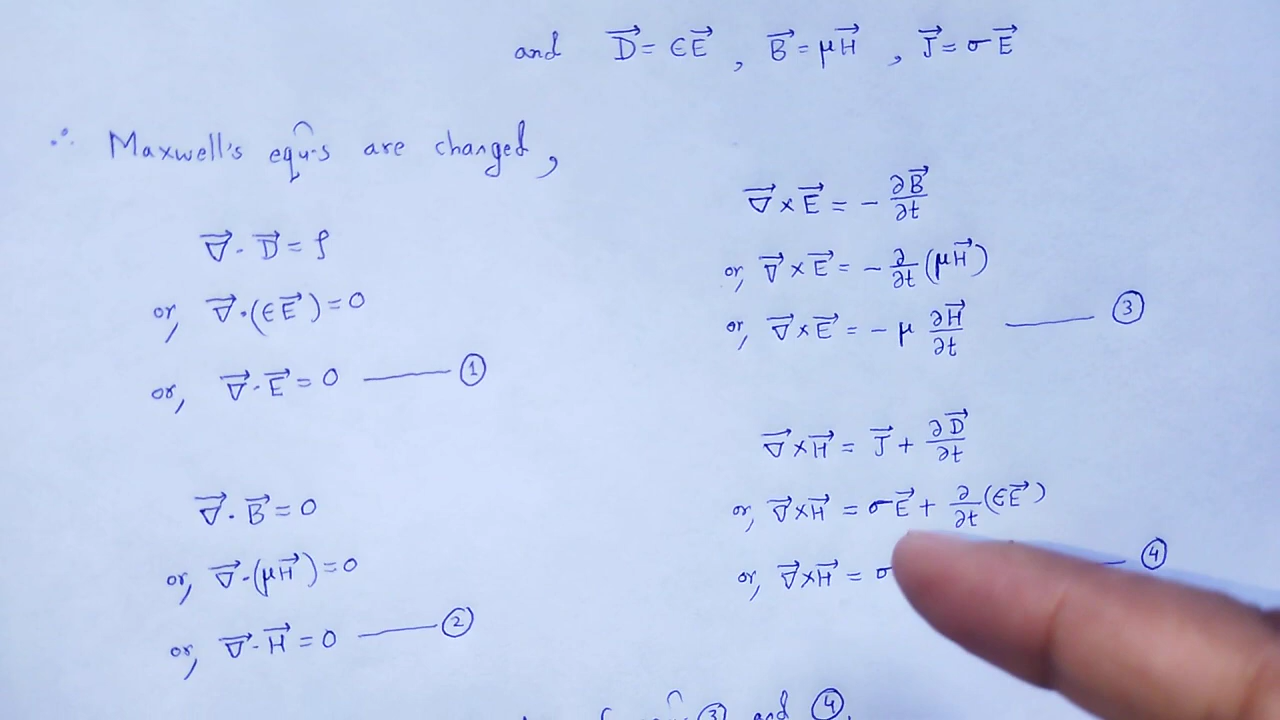 and D⃗ = ϵE⃗ , B⃗ = μH⃗ , J⃗ = σE⃗
∴ Maxwell's equⁿs are changed,
∇⃗ · D⃗ = ρ
or, ∇⃗ · (ϵE⃗) = 0
or, ∇⃗ · E⃗ = 0 ——— ①
∇⃗ · B⃗ = 0
or, ∇⃗ · (μH⃗) = 0
or, ∇⃗ · H⃗ = 0 ——— ②
∇⃗ × E⃗ = − ∂B⃗/∂t
or, ∇⃗ × E⃗ = − ∂/∂t (μH⃗)
or, ∇⃗ × E⃗ = − μ ∂H⃗/∂t ——— ③
∇⃗ × H⃗ = J⃗ + ∂D⃗/∂t
or, ∇⃗ × H⃗ = σE⃗ + ∂/∂t (ϵE⃗)
or, ∇⃗ × H⃗ = σ ——— ④
③ and ④,